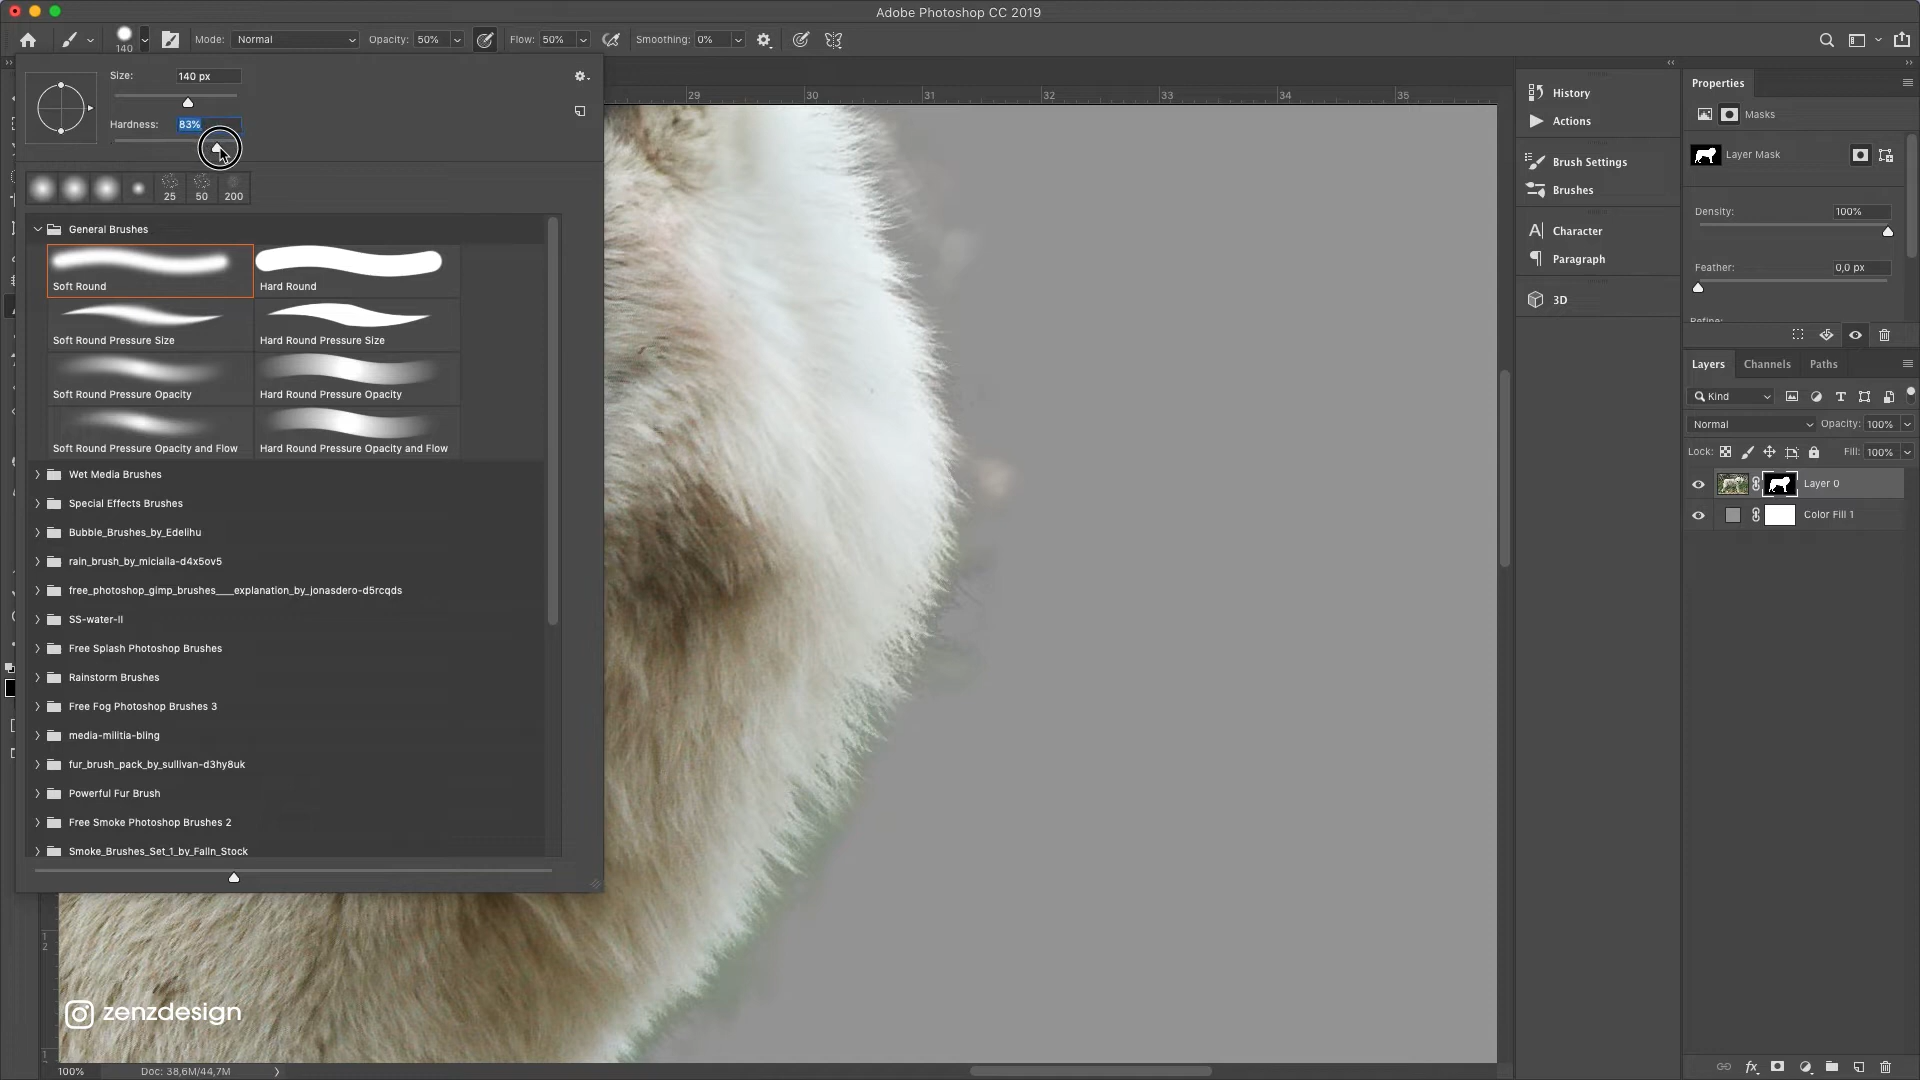 Adobe Photoshop CC 2019
140
Mode: Normal
Opacity: 50%
Flow: 50%
Smoothing: 0%
Size: 140 px
Hardness: 83%
25
50
200
General Brushes
Soft Round
Hard Round
Soft Round Pressure Size
Hard Round Pressure Size
Soft Round Pressure Opacity
Hard Round Pressure Opacity
Soft Round Pressure Opacity and Flow
Hard Round Pressure Opacity and Flow
Wet Media Brushes
Special Effects Brushes
Bubble_Brushes_by_Edelihu
rain_brush_by_miciaila-d4x5ov5
free_photoshop_gimp_brushes___explanation_by_jonasdero-d5rcqds
SS-water-II
Free Splash Photoshop Brushes
Rainstorm Brushes
Free Fog Photoshop Brushes 3
media-militia-bling
fur_brush_pack_by_sullivan-d3hy8uk
Powerful Fur Brush
Free Smoke Photoshop Brushes 2
Smoke_Brushes_Set_1_by_Falln_Stock
29
30
31
32
33
34
35
1
2
1
zenzdesign
100%
Doc: 38,6M/44,7M
History
Actions
Brush Settings
Brushes
Character
Paragraph
3D
Properties
Masks
Layer Mask
Density: 100%
Feather: 0,0 px
Refine:
Layers
Channels
Paths
Kind
Normal
Opacity: 100%
Lock:
Fill: 100%
Layer 0
Color Fill 1
fx